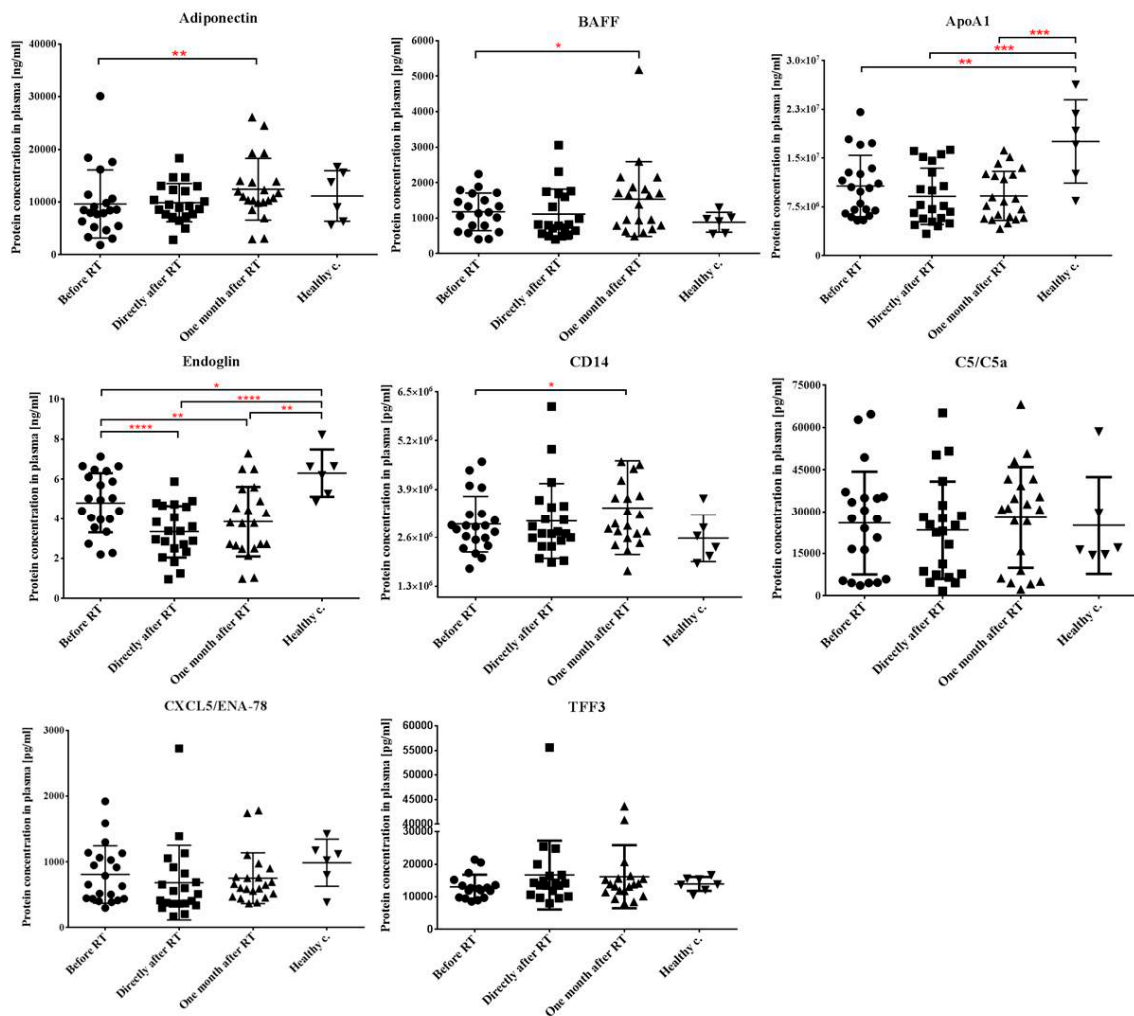 Adiponectin
**
Protein concentration in plasma [ng/ml]
40000
30000
20000
10000
0
Before RT
Directly after RT
One month after RT
Healthy c.
BAFF
*
Protein concentration in plasma [pg/ml]
6000
4000
2000
1000
0
Before RT
Directly after RT
One month after RT
Healthy c.
ApoA1
***
***
**
Protein concentration in plasma [ng/ml]
3.0×10⁷
2.3×10⁷
1.5×10⁷
7.5×10⁶
0
Before RT
Directly after RT
One month after RT
Healthy c.
Endoglin
*
****
**
**
****
Protein concentration in plasma [ng/ml]
10
8
6
4
2
0
Before RT
Directly after RT
One month after RT
Healthy c.
CD14
*
Protein concentration in plasma [pg/ml]
6.5×10⁶
5.2×10⁶
3.9×10⁶
2.6×10⁶
1.3×10⁶
Before RT
Directly after RT
One month after RT
Healthy c.
C5/C5a
Protein concentration in plasma [pg/ml]
75000
60000
45000
30000
15000
0
Before RT
Directly after RT
One month after RT
Healthy c.
CXCL5/ENA-78
Protein concentration in plasma [pg/ml]
3000
2000
1000
0
Before RT
Directly after RT
One month after RT
Healthy c.
TFF3
Protein concentration in plasma [pg/ml]
60000
55000
50000
45000
40000
30000
20000
10000
0
Before RT
Directly after RT
One month after RT
Healthy c.